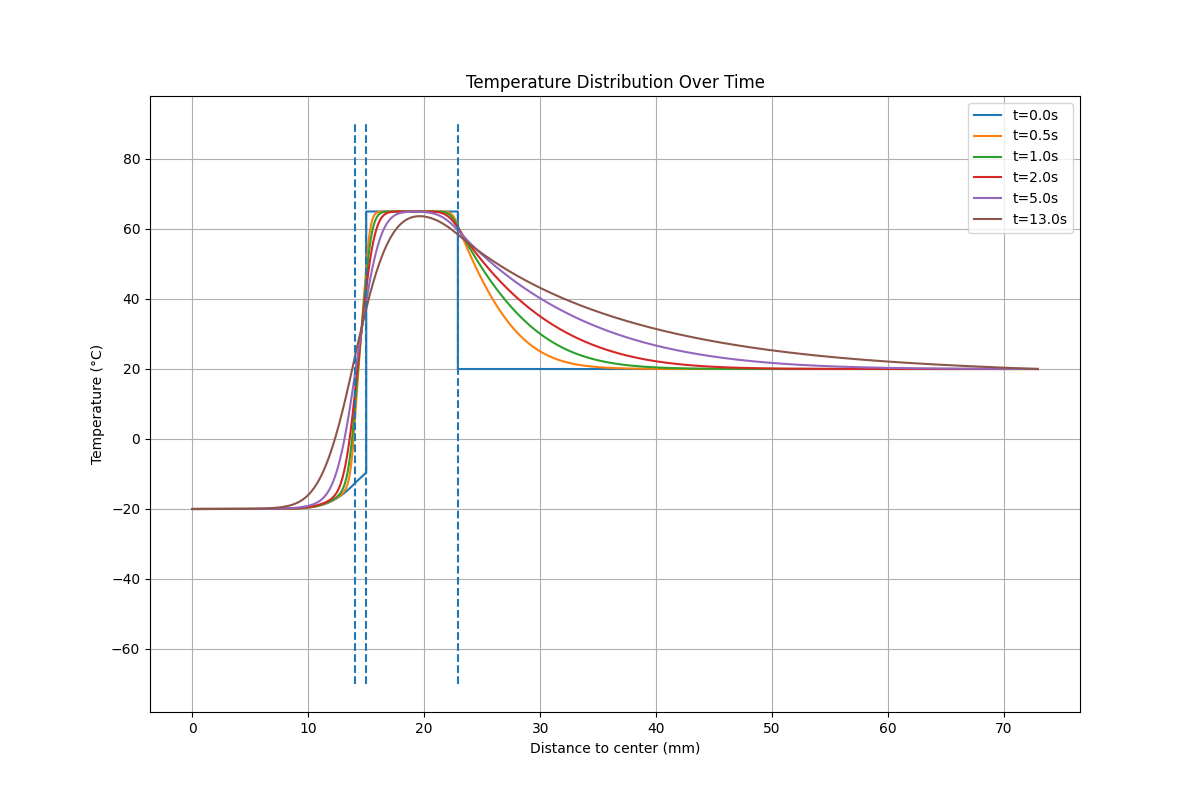 Temperature Distribution Over Time
t=0.0s
t=0.5s
t=1.0s
t=2.0s
t=5.0s
t=13.0s
80
60
40
20
0
−20
−40
−60
Temperature (°C)
0 10 20 30 40 50 60 70
Distance to center (mm)